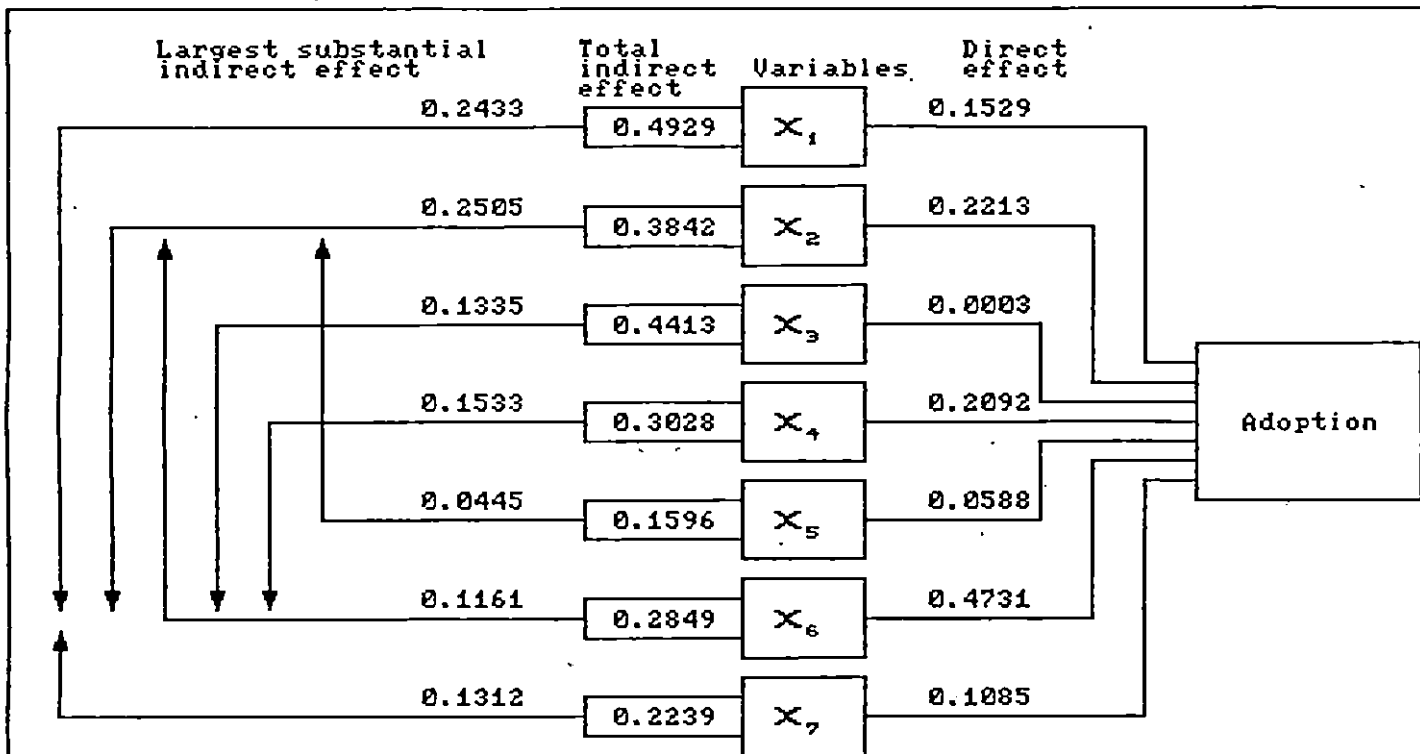 Largest substantial indirect effect
Total indirect effect
Variables
Direct effect
0.2433
0.4929
X₁
0.1529
0.2505
0.3842
X₂
0.2213
0.1335
0.4413
X₃
0.0003
0.1533
0.3028
X₄
0.2092
Adoption
0.0445
0.1596
X₅
0.0588
0.1161
0.2849
X₆
0.4731
0.1312
0.2239
X₇
0.1085